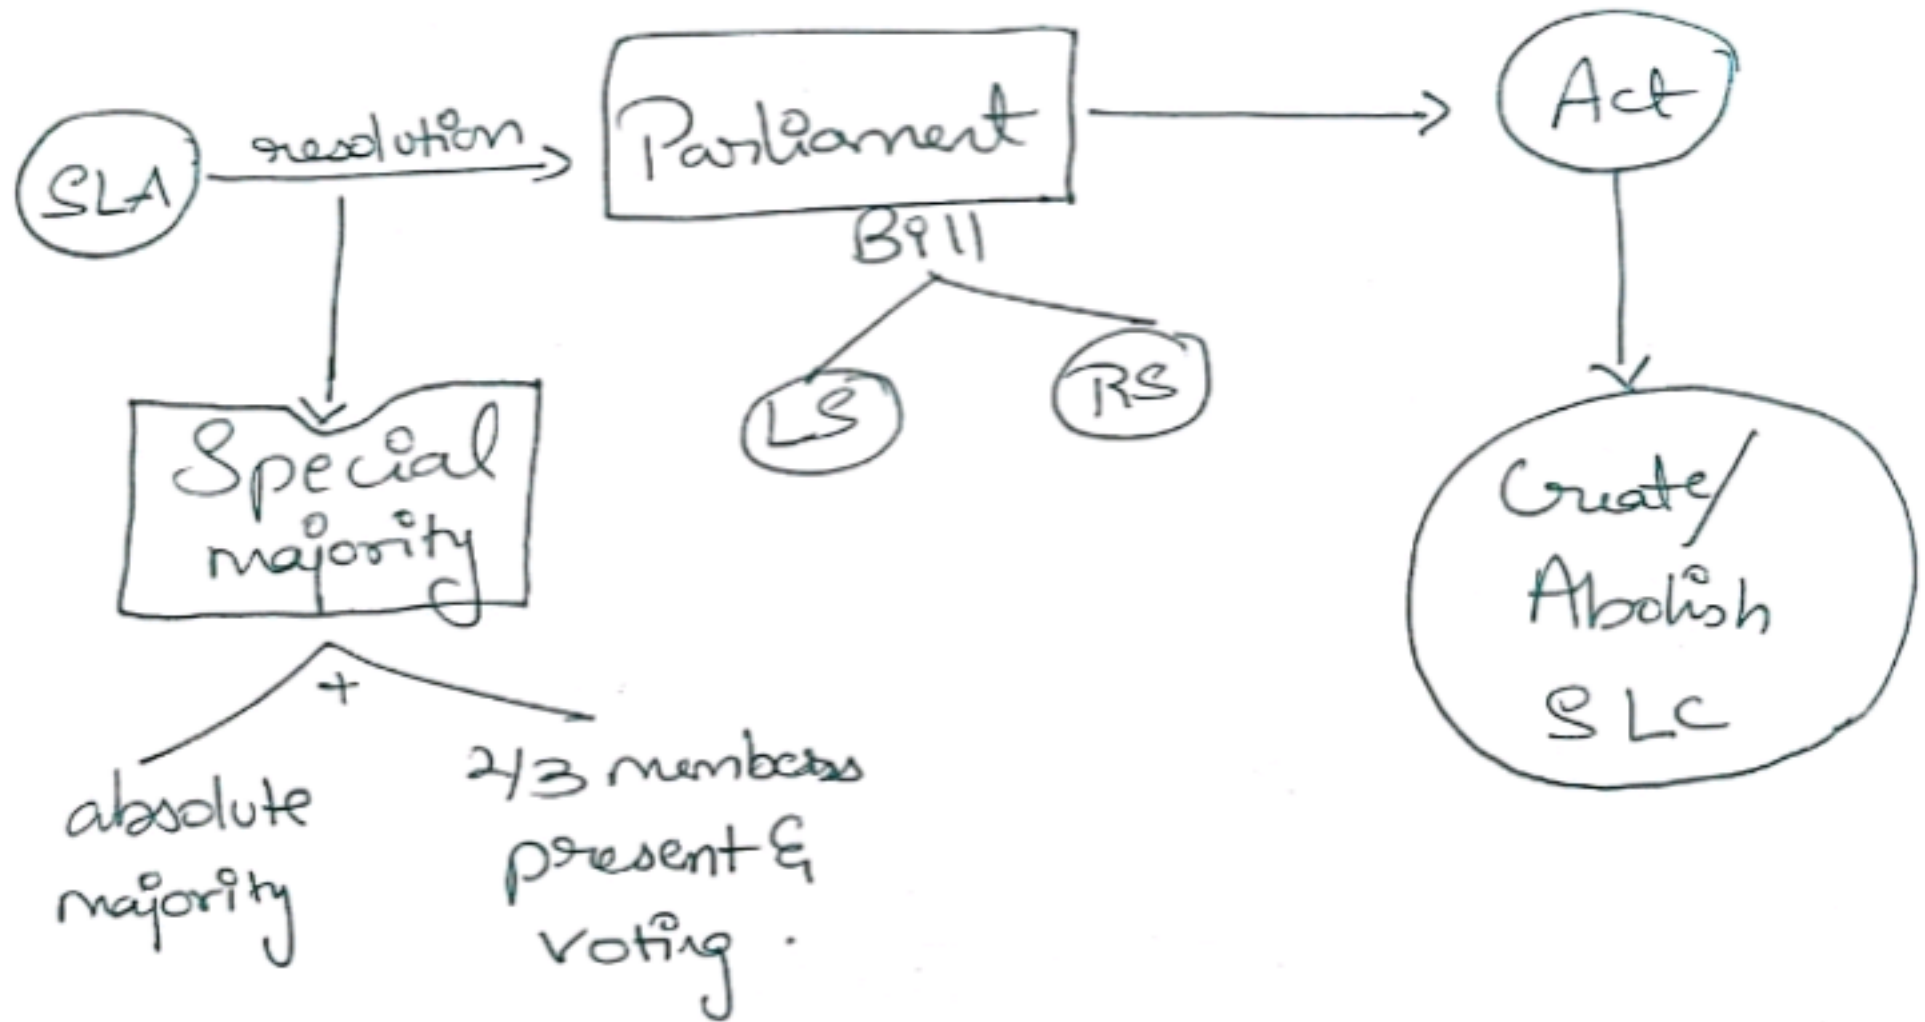 SLA
resolution
Parliament
Act
Bill
LS
RS
Special
majority
+
absolute
majority
2/3 members
present &
voting.
Create/
Abolish
SLC